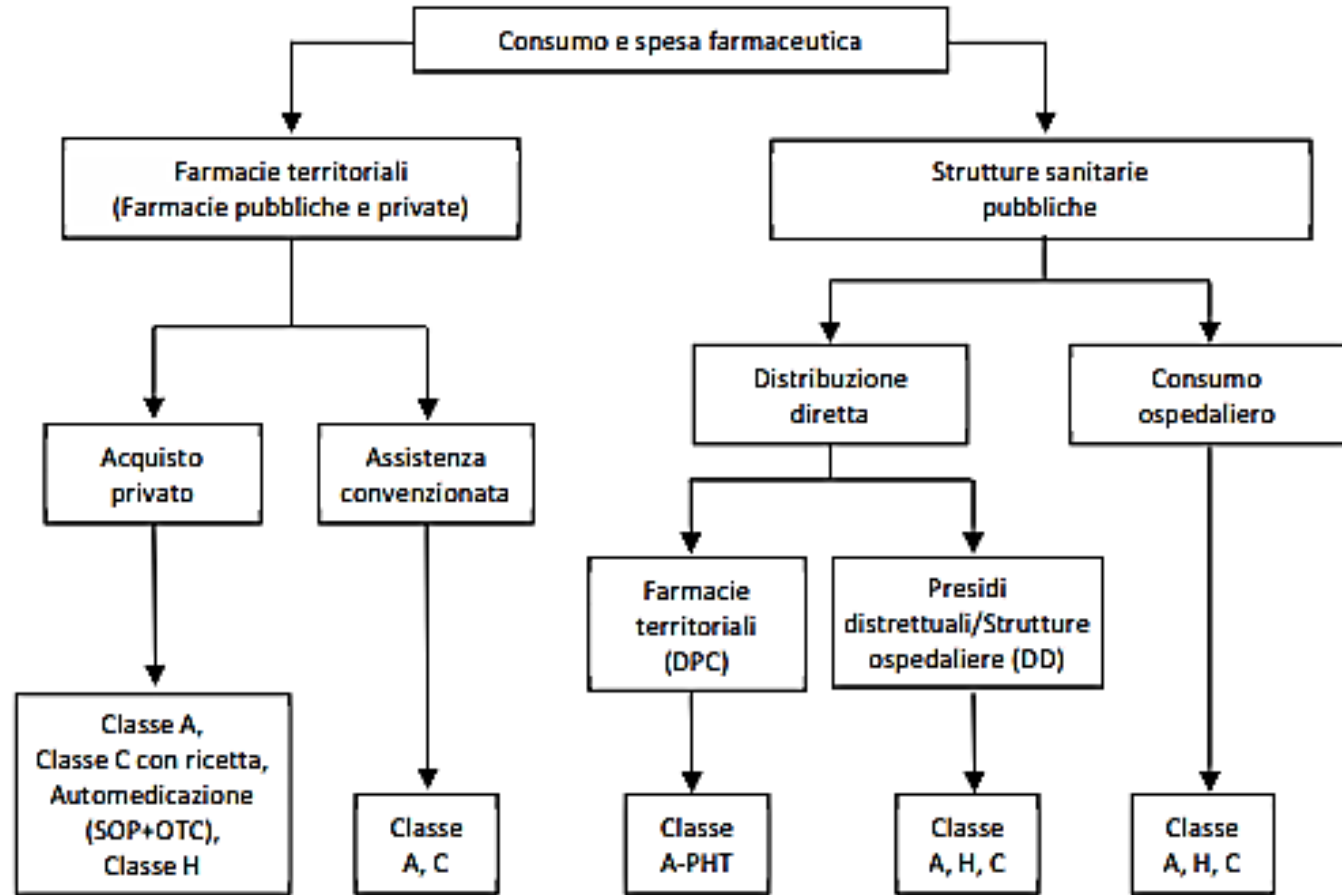 Consumo e spesa farmaceutica
Farmacie territoriali
(Farmacie pubbliche e private)
Strutture sanitarie
pubbliche
Distribuzione
diretta
Consumo
ospedaliero
Acquisto
privato
Assistenza
convenzionata
Farmacie
territoriali
(DPC)
Presidi
distrettuali/Strutture
ospedaliere (DD)
Classe A,
Classe C con ricetta,
Automedicazione
(SOP+OTC),
Classe H
Classe
A, C
Classe
A-PHT
Classe
A, H, C
Classe
A, H, C